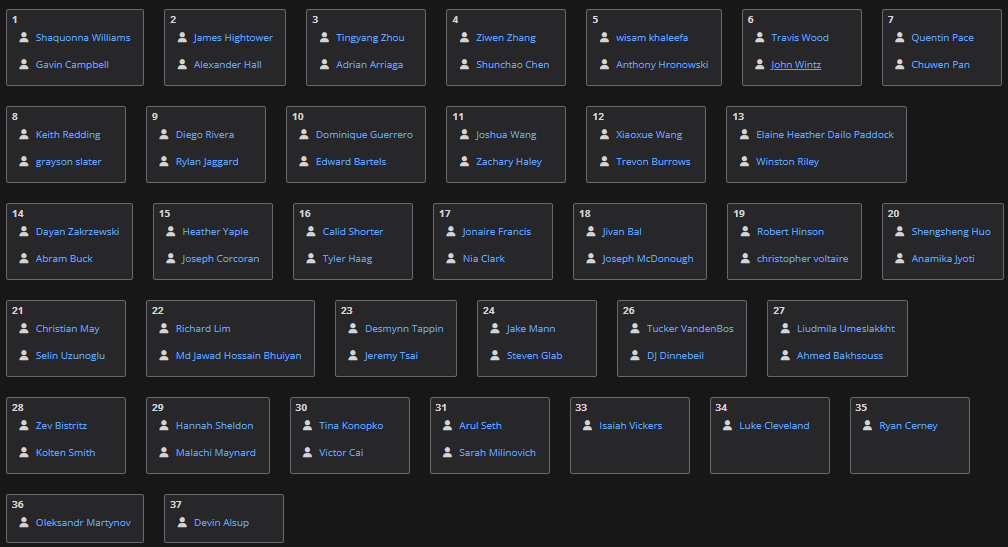 1
Shaquonna Williams
Gavin Campbell
2
James Hightower
Alexander Hall
3
Tingyang Zhou
Adrian Arriaga
4
Ziwen Zhang
Shunchao Chen
5
wisam khaleefa
Anthony Hronowski
6
Travis Wood
John Wintz
7
Quentin Pace
Chuwen Pan
8
Keith Redding
grayson slater
9
Diego Rivera
Rylan Jaggard
10
Dominique Guerrero
Edward Bartels
11
Joshua Wang
Zachary Haley
12
Xiaoxue Wang
Trevon Burrows
13
Elaine Heather Dailo Paddock
Winston Riley
14
Dayan Zakrzewski
Abram Buck
15
Heather Yaple
Joseph Corcoran
16
Calid Shorter
Tyler Haag
17
Jonaire Francis
Nia Clark
18
Jivan Bal
Joseph McDonough
19
Robert Hinson
christopher voltaire
20
Shengsheng Huo
Anamika Jyoti
21
Christian May
Selin Uzunoglu
22
Richard Lim
Md Jawad Hossain Bhuiyan
23
Desmynn Tappin
Jeremy Tsai
24
Jake Mann
Steven Glab
26
Tucker VandenBos
DJ Dinnebeil
27
Liudmila Umeslakkht
Ahmed Bakhsouss
28
Zev Bistritz
Kolten Smith
29
Hannah Sheldon
Malachi Maynard
30
Tina Konopko
Victor Cai
31
Arul Seth
Sarah Milinovich
33
Isaiah Vickers
34
Luke Cleveland
35
Ryan Cerney
36
Oleksandr Martynov
37
Devin Alsup